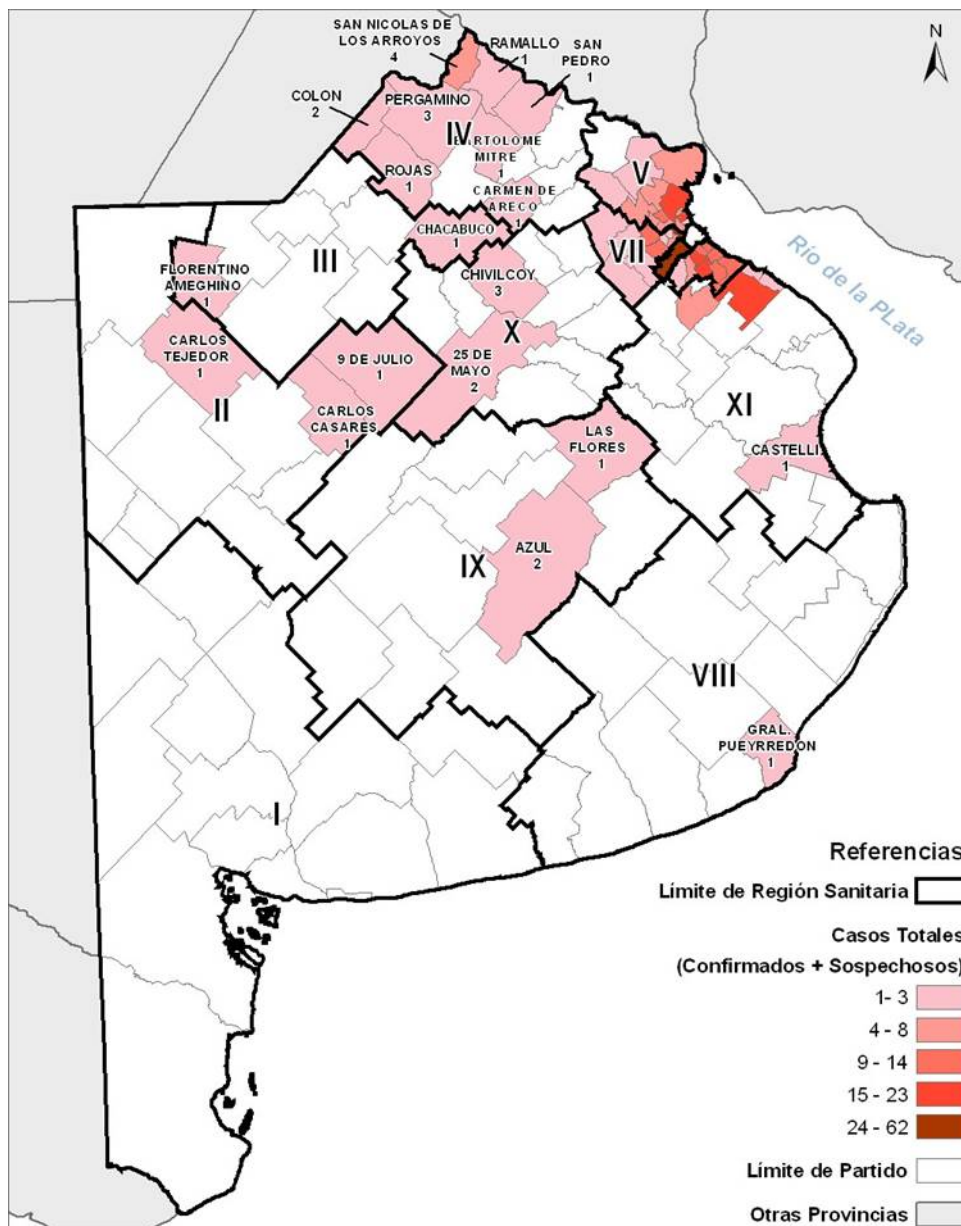 N
SAN NICOLAS DE
LOS ARROYOS
4
RAMALLO
1
SAN
PEDRO
1
COLON
2
PERGAMINO
3
IV
BARTOLOME
MITRE
1
ROJAS
1
CARMEN DE
ARECO
1
V
CHACABUCO
1
VII
III
FLORENTINO
AMEGHINO
1
CHIVILCOY
3
Río de la PLata
X
CARLOS
TEJEDOR
1
9 DE JULIO
1
25 DE
MAYO
2
II
CARLOS
CASARES
1
XI
LAS
FLORES
1
CASTELLI
1
IX
AZUL
2
VIII
GRAL.
PUEYRREDON
1
I
Referencias
Límite de Región Sanitaria
Casos Totales
(Confirmados + Sospechosos)
1- 3
4 - 8
9 - 14
15 - 23
24 - 62
Límite de Partido
Otras Provincias